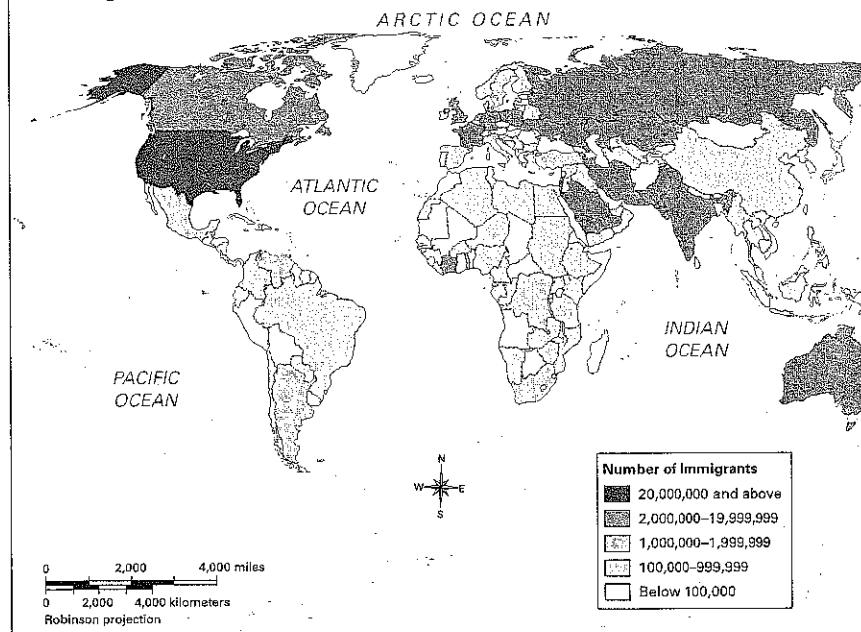 ARCTIC OCEAN
ATLANTIC
OCEAN
PACIFIC
OCEAN
INDIAN
OCEAN
N
W E
S
Number of Immigrants
20,000,000 and above
2,000,000–19,999,999
1,000,000–1,999,999
100,000–999,999
Below 100,000
0 2,000 4,000 miles
0 2,000 4,000 kilometers
Robinson projection